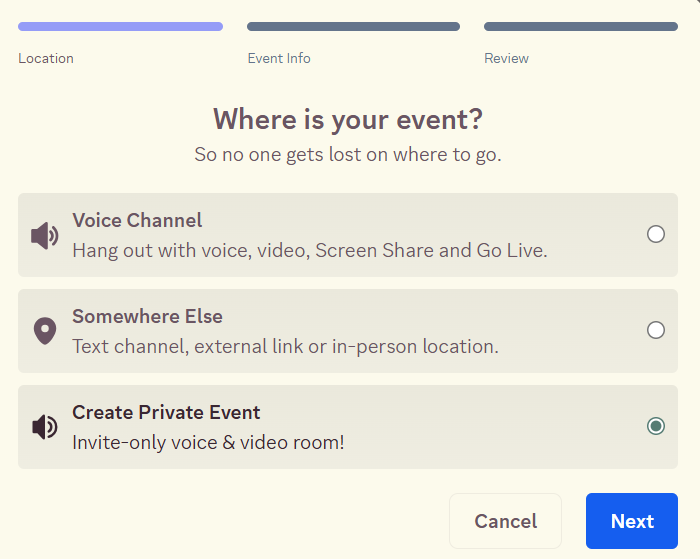 Location
Event Info
Review
Where is your event?
So no one gets lost on where to go.
Voice Channel
Hang out with voice, video, Screen Share and Go Live.
Somewhere Else
Text channel, external link or in-person location.
Create Private Event
Invite-only voice & video room!
Cancel
Next